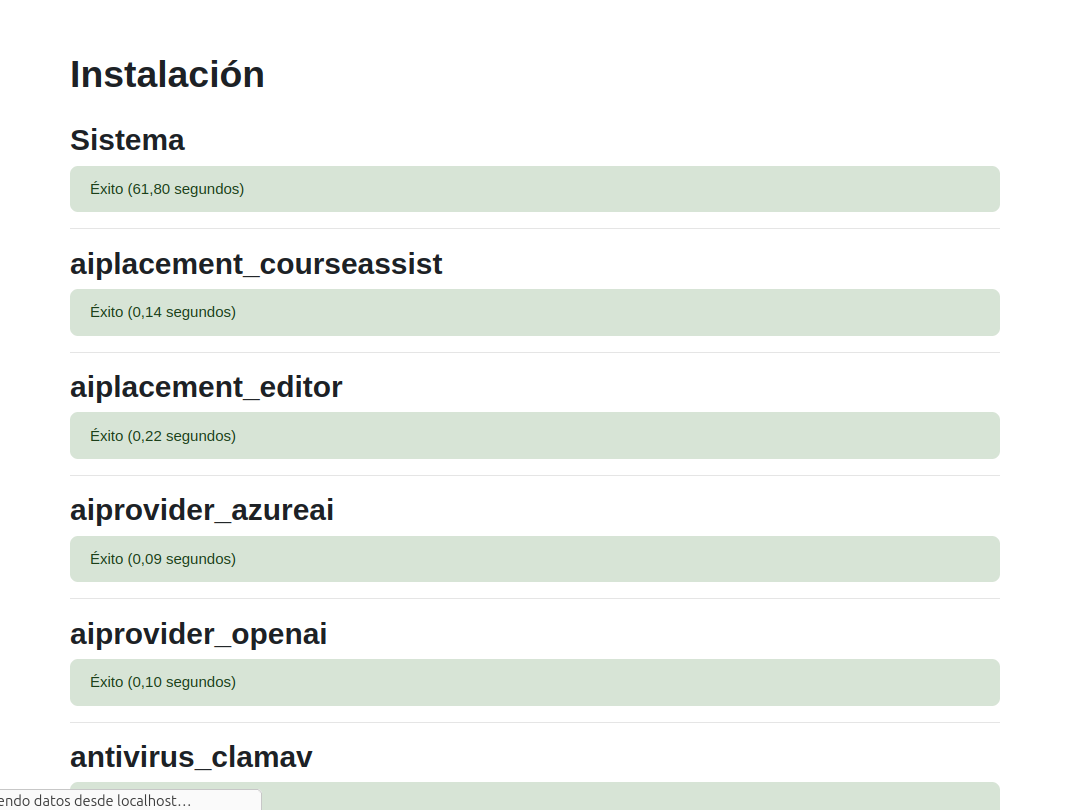 Instalación
Sistema
Éxito (61,80 segundos)
aiplacement_courseassist
Éxito (0,14 segundos)
aiplacement_editor
Éxito (0,22 segundos)
aiprovider_azureai
Éxito (0,09 segundos)
aiprovider_openai
Éxito (0,10 segundos)
antivirus_clamav
endo datos desde localhost…